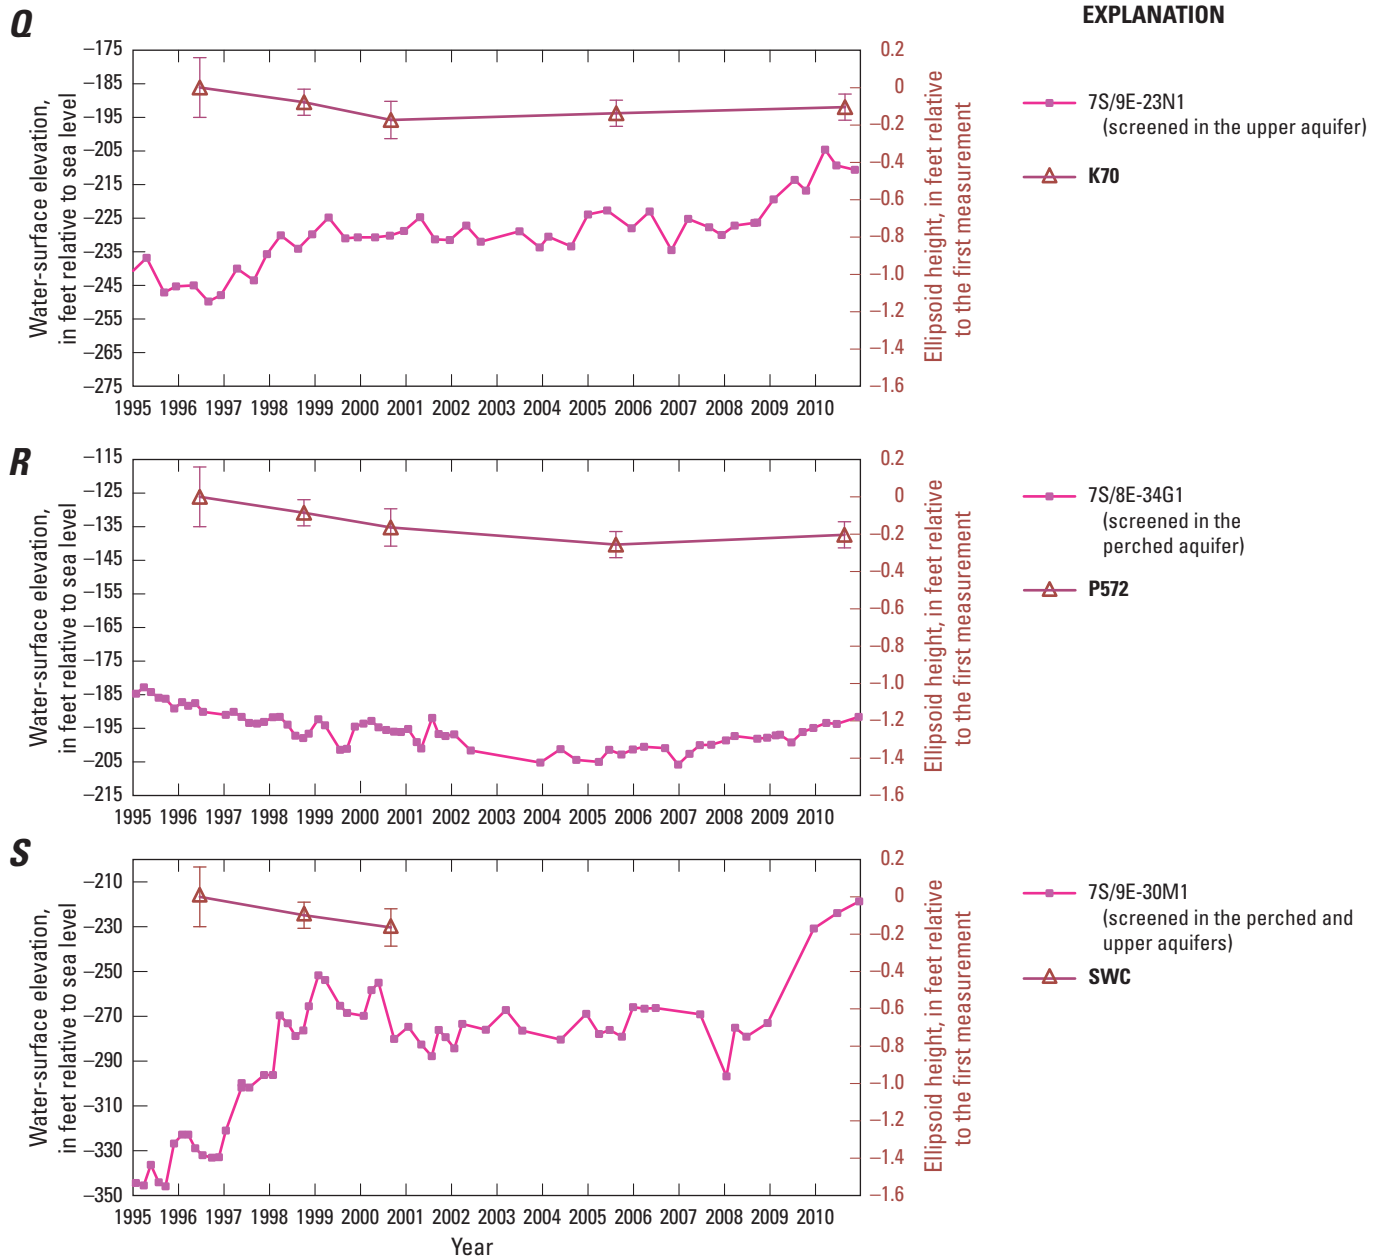 Q
EXPLANATION
Water-surface elevation,
in feet relative to sea level
–175
–185
–195
–205
–215
–225
–235
–245
–255
–265
–275
0.2
0
–0.2
–0.4
–0.6
–0.8
–1.0
–1.2
–1.4
–1.6
Ellipsoid height, in feet relative
to the first measurement
1995 1996 1997 1998 1999 2000 2001 2002 2003 2004 2005 2006 2007 2008 2009 2010
7S/9E-23N1
(screened in the upper aquifer)
K70
R
Water-surface elevation,
in feet relative to sea level
–115
–125
–135
–145
–155
–165
–175
–185
–195
–205
–215
0.2
0
–0.2
–0.4
–0.6
–0.8
–1.0
–1.2
–1.4
–1.6
Ellipsoid height, in feet relative
to the first measurement
1995 1996 1997 1998 1999 2000 2001 2002 2003 2004 2005 2006 2007 2008 2009 2010
7S/8E-34G1
(screened in the
perched aquifer)
P572
S
Water-surface elevation,
in feet relative to sea level
–210
–230
–250
–270
–290
–310
–330
–350
0.2
0
–0.2
–0.4
–0.6
–0.8
–1.0
–1.2
–1.4
–1.6
Ellipsoid height, in feet relative
to the first measurement
1995 1996 1997 1998 1999 2000 2001 2002 2003 2004 2005 2006 2007 2008 2009 2010
Year
7S/9E-30M1
(screened in the perched and
upper aquifers)
SWC